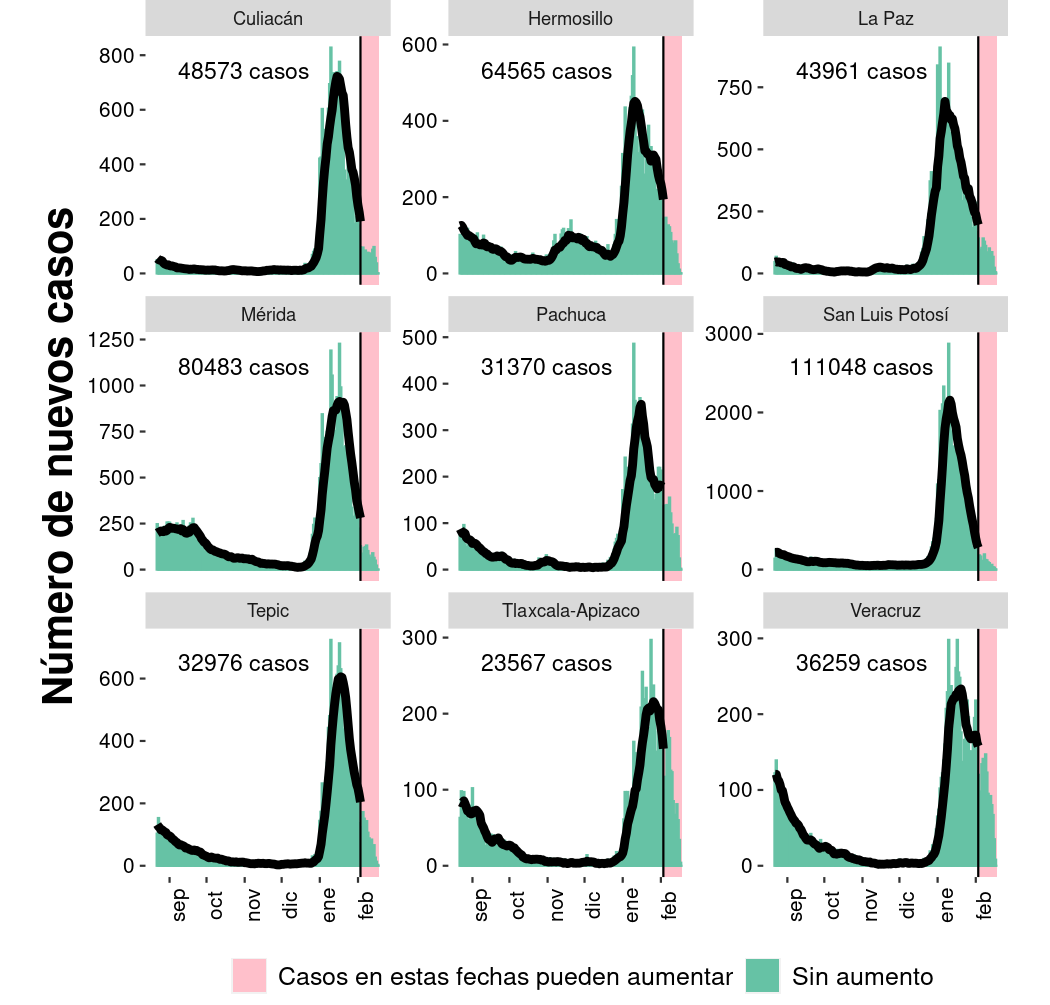 Culiacán
Hermosillo
La Paz
800
600
400
200
0
48573 casos
600
400
200
0
64565 casos
750
500
250
0
43961 casos
Número de nuevos casos
Mérida
Pachuca
San Luis Potosí
1250
1000
750
500
250
0
80483 casos
500
400
300
200
100
0
31370 casos
3000
2000
1000
0
111048 casos
Tepic
Tlaxcala-Apizaco
Veracruz
600
400
200
0
32976 casos
300
200
100
0
23567 casos
300
200
100
0
36259 casos
sep oct nov dic ene feb
sep oct nov dic ene feb
sep oct nov dic ene feb
Casos en estas fechas pueden aumentar Sin aumento